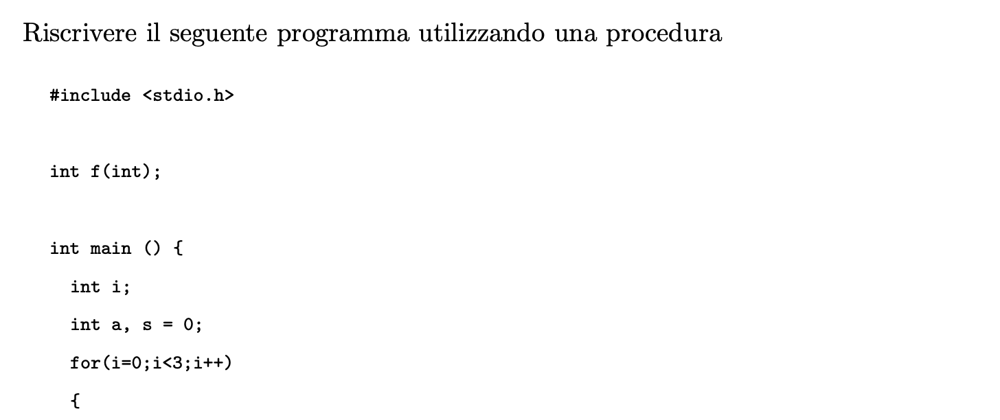 Riscrivere il seguente programma utilizzando una procedura
#include <stdio.h>
int f(int);
int main () {
int i;
int a, s = 0;
for(i=0;i<3;i++)
{